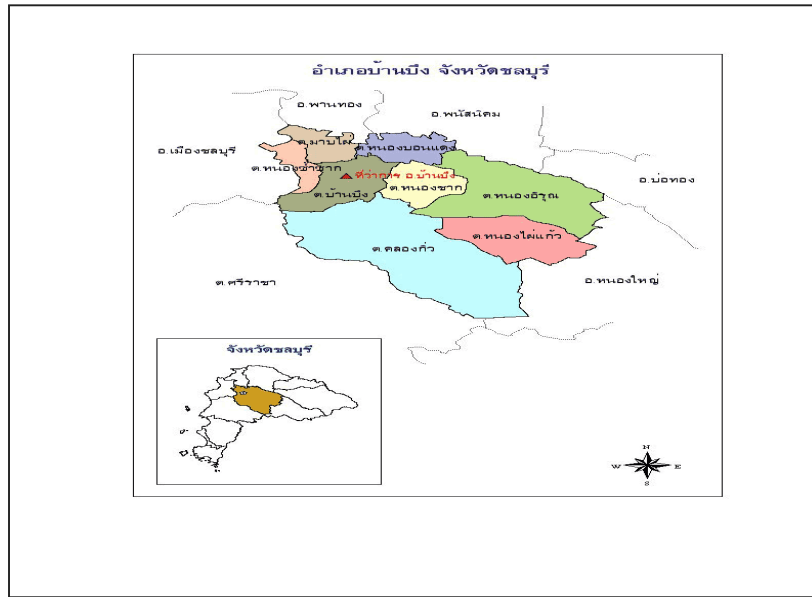 อำเภอบ้านบึง จังหวัดชลบุรี
อ.พานทอง
อ.พนัสนิคม
อ.เมืองชลบุรี
ต.มาบไผ่
ต.หนองบอนแดง
ต.หนองซ้ำซาก
ที่ว่าการ อ.บ้านบึง
อ.บ่อทอง
ต.บ้านบึง
ต.หนองชาก
ต.หนองอิรุณ
ต.หนองไผ่แก้ว
ต.คลองกิ่ว
ต.ศรีราชา
อ.หนองใหญ่
จังหวัดชลบุรี
N
W E
S